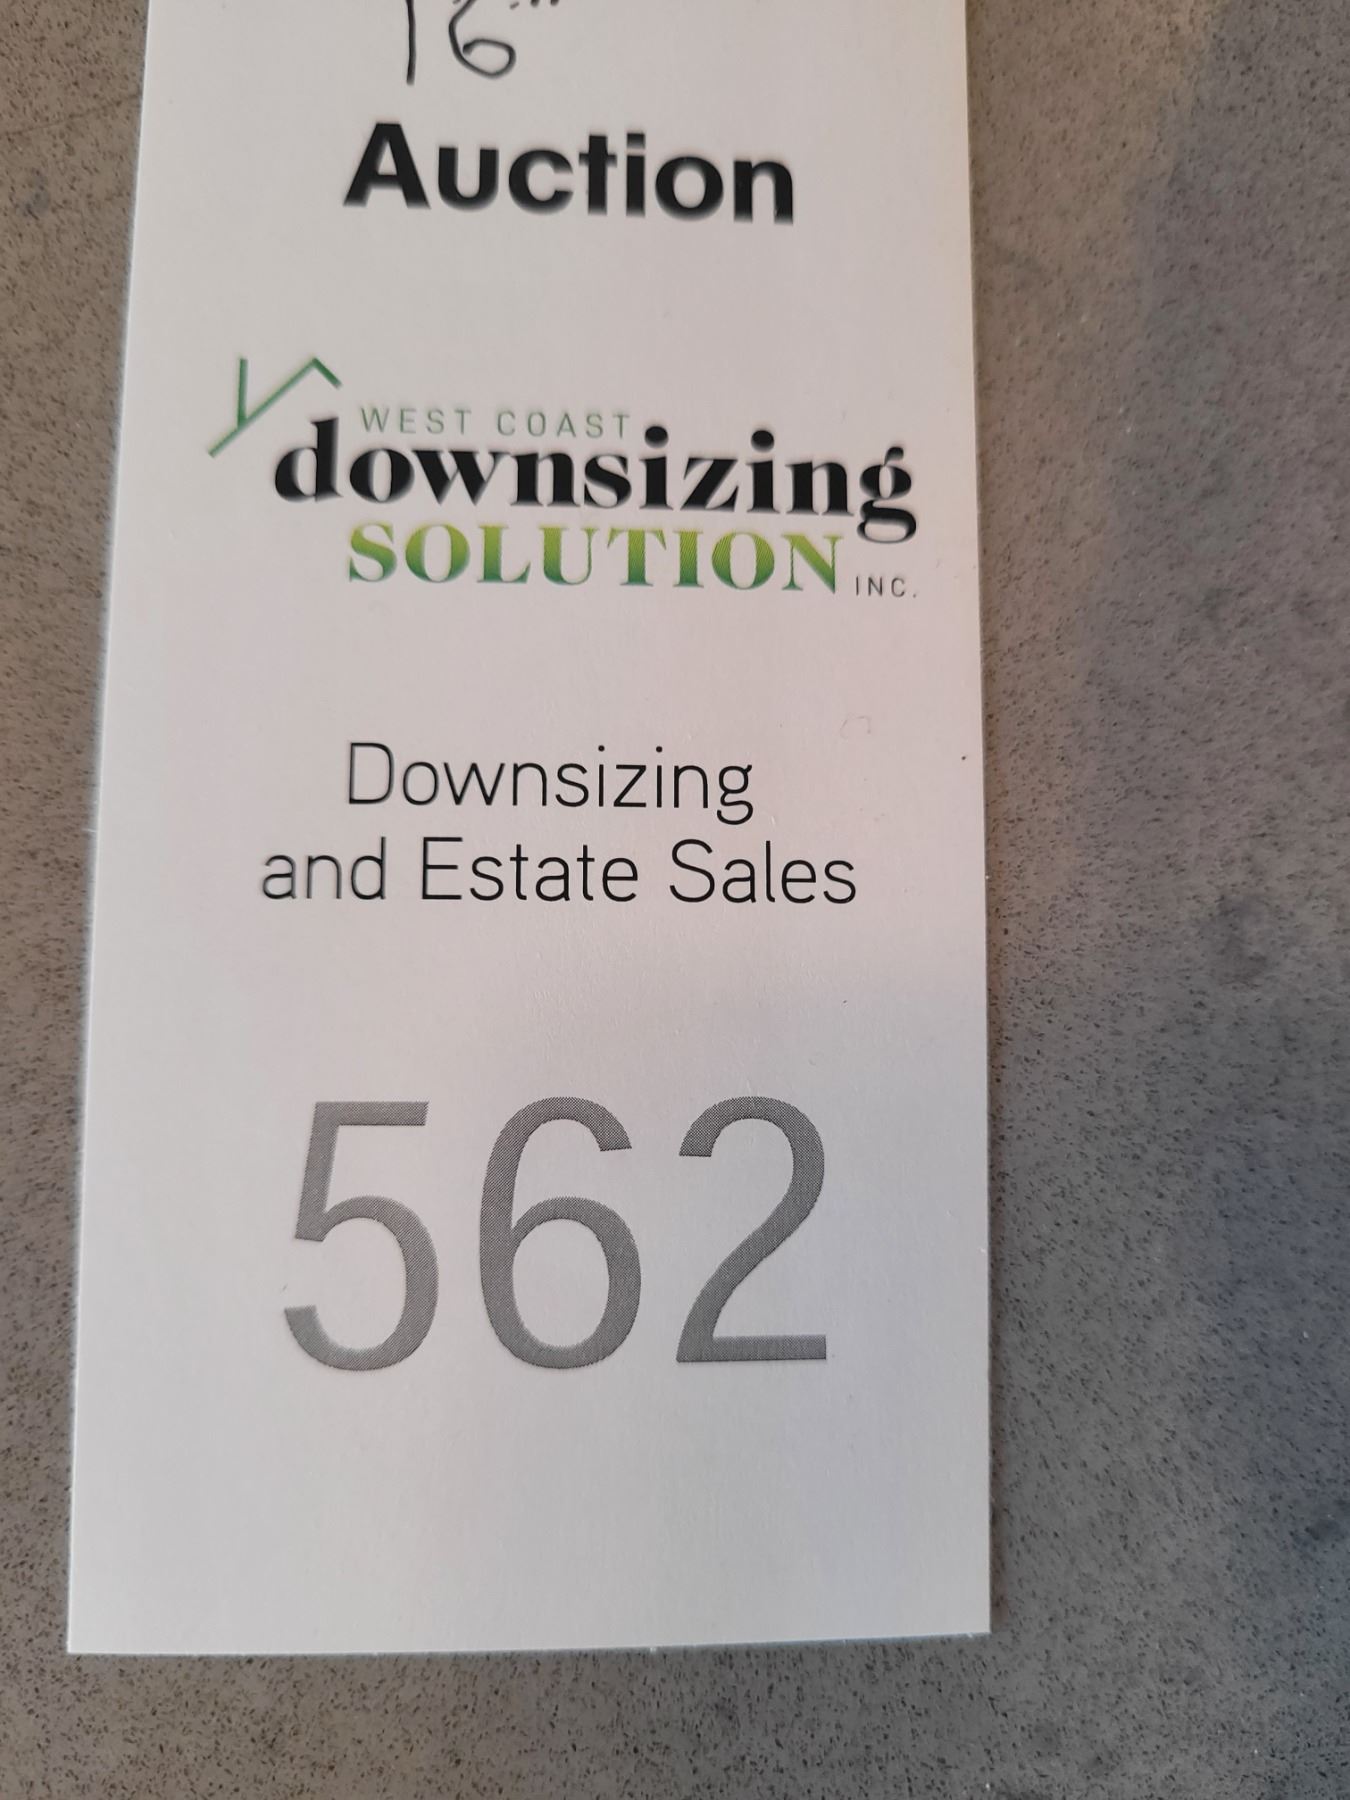 16"
Auction
WEST COAST
downsizing
SOLUTION INC.
Downsizing
and Estate Sales
562